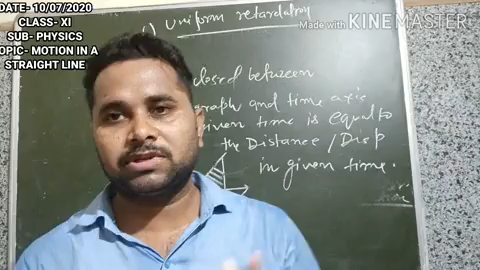 DATE- 10/07/2020
CLASS- XI
SUB- PHYSICS
OPIC- MOTION IN A
STRAIGHT LINE
Made with KINEMASTER
) Uniform retardation
closed between
graph and time axis
given time is equal to
the Distance / Disp
in given time.